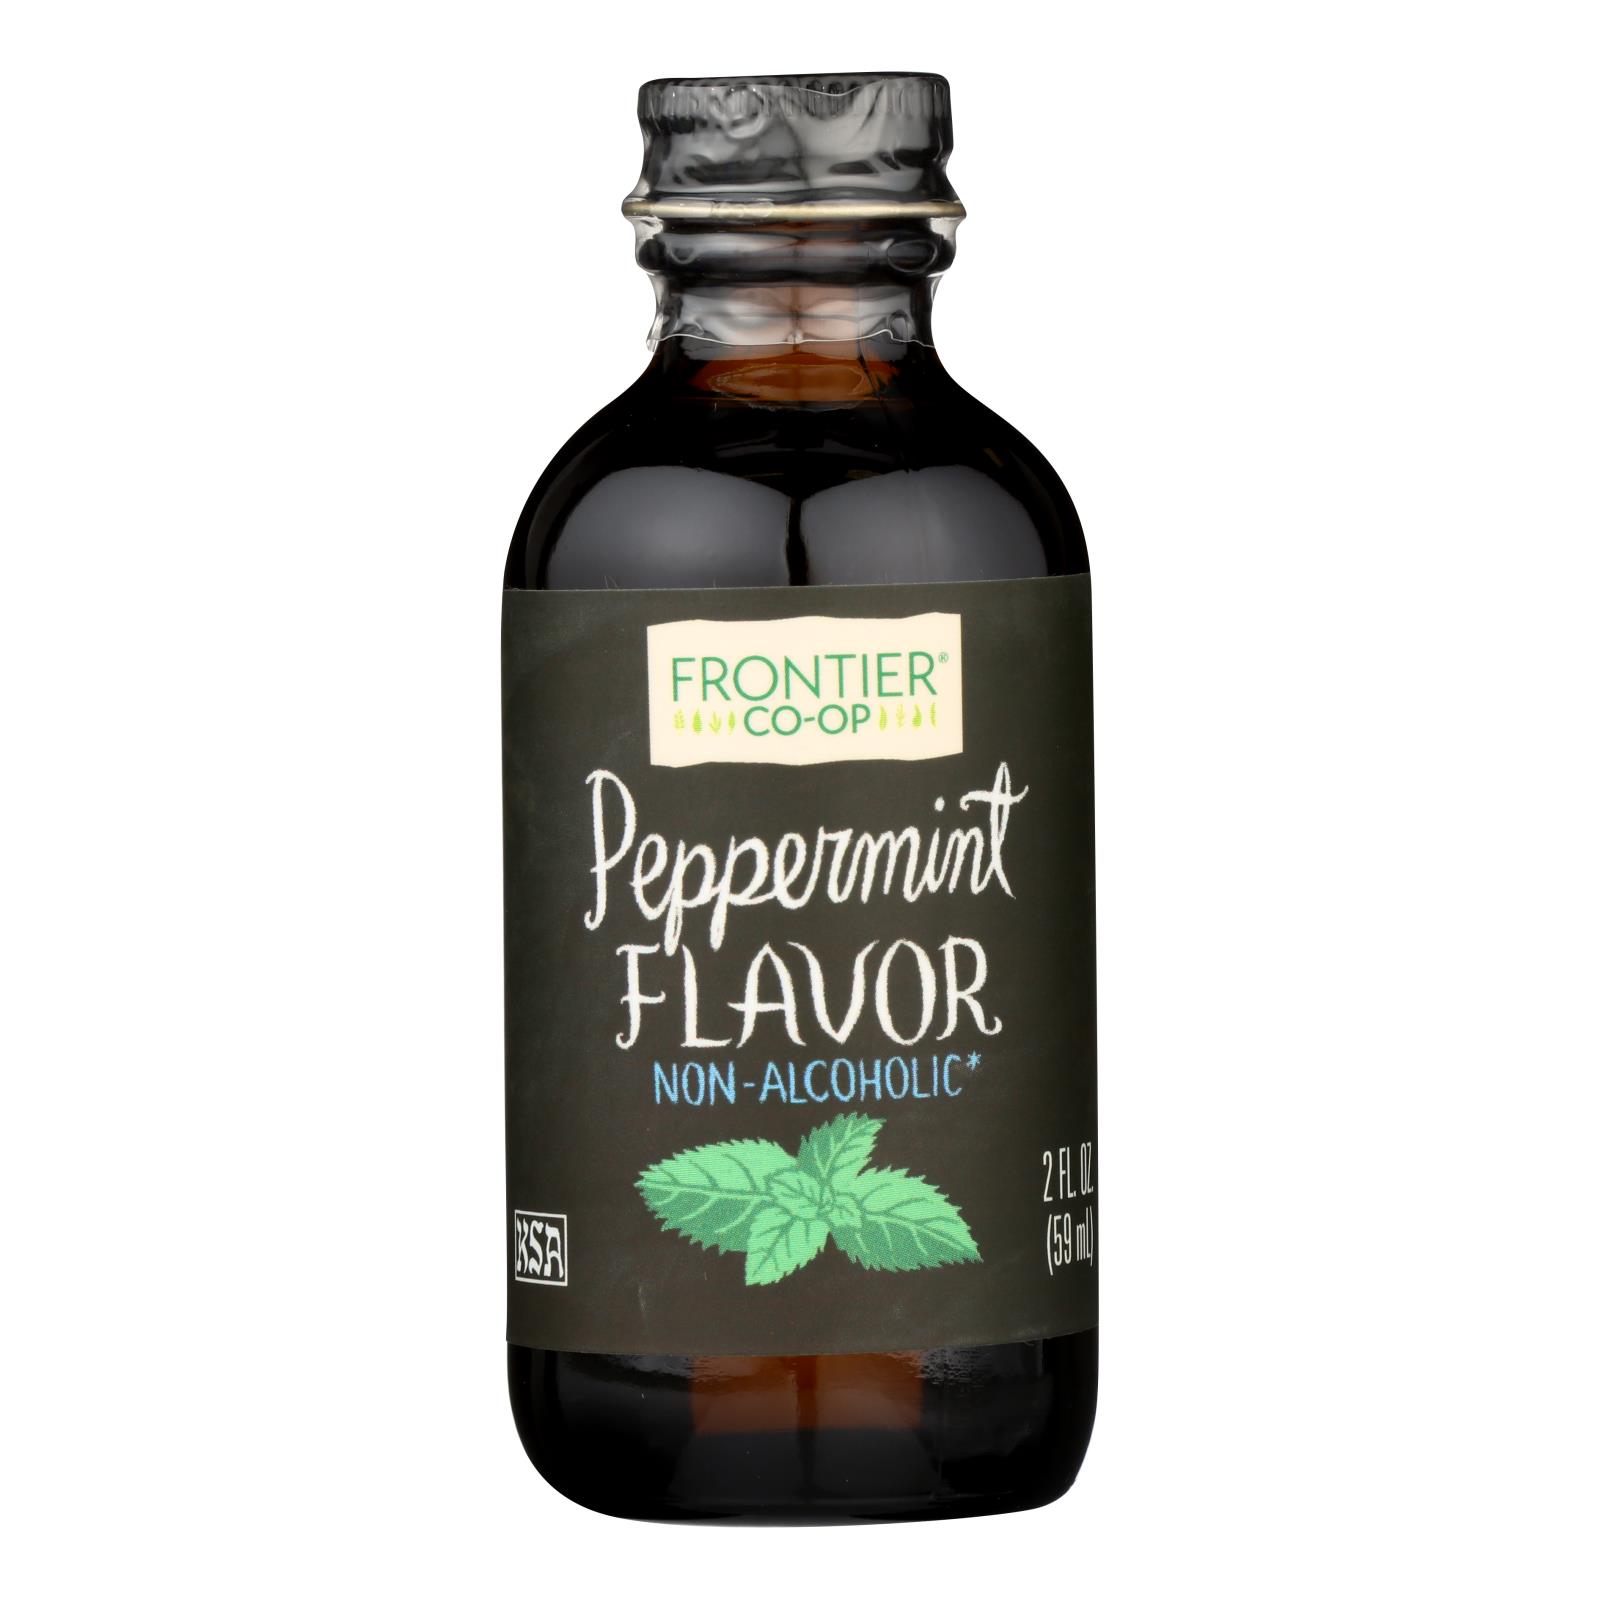 FRONTIER®
CO-OP
Peppermint
FLAVOR
NON-ALCOHOLIC*
2 FL. OZ.
(59 mL)
KSA